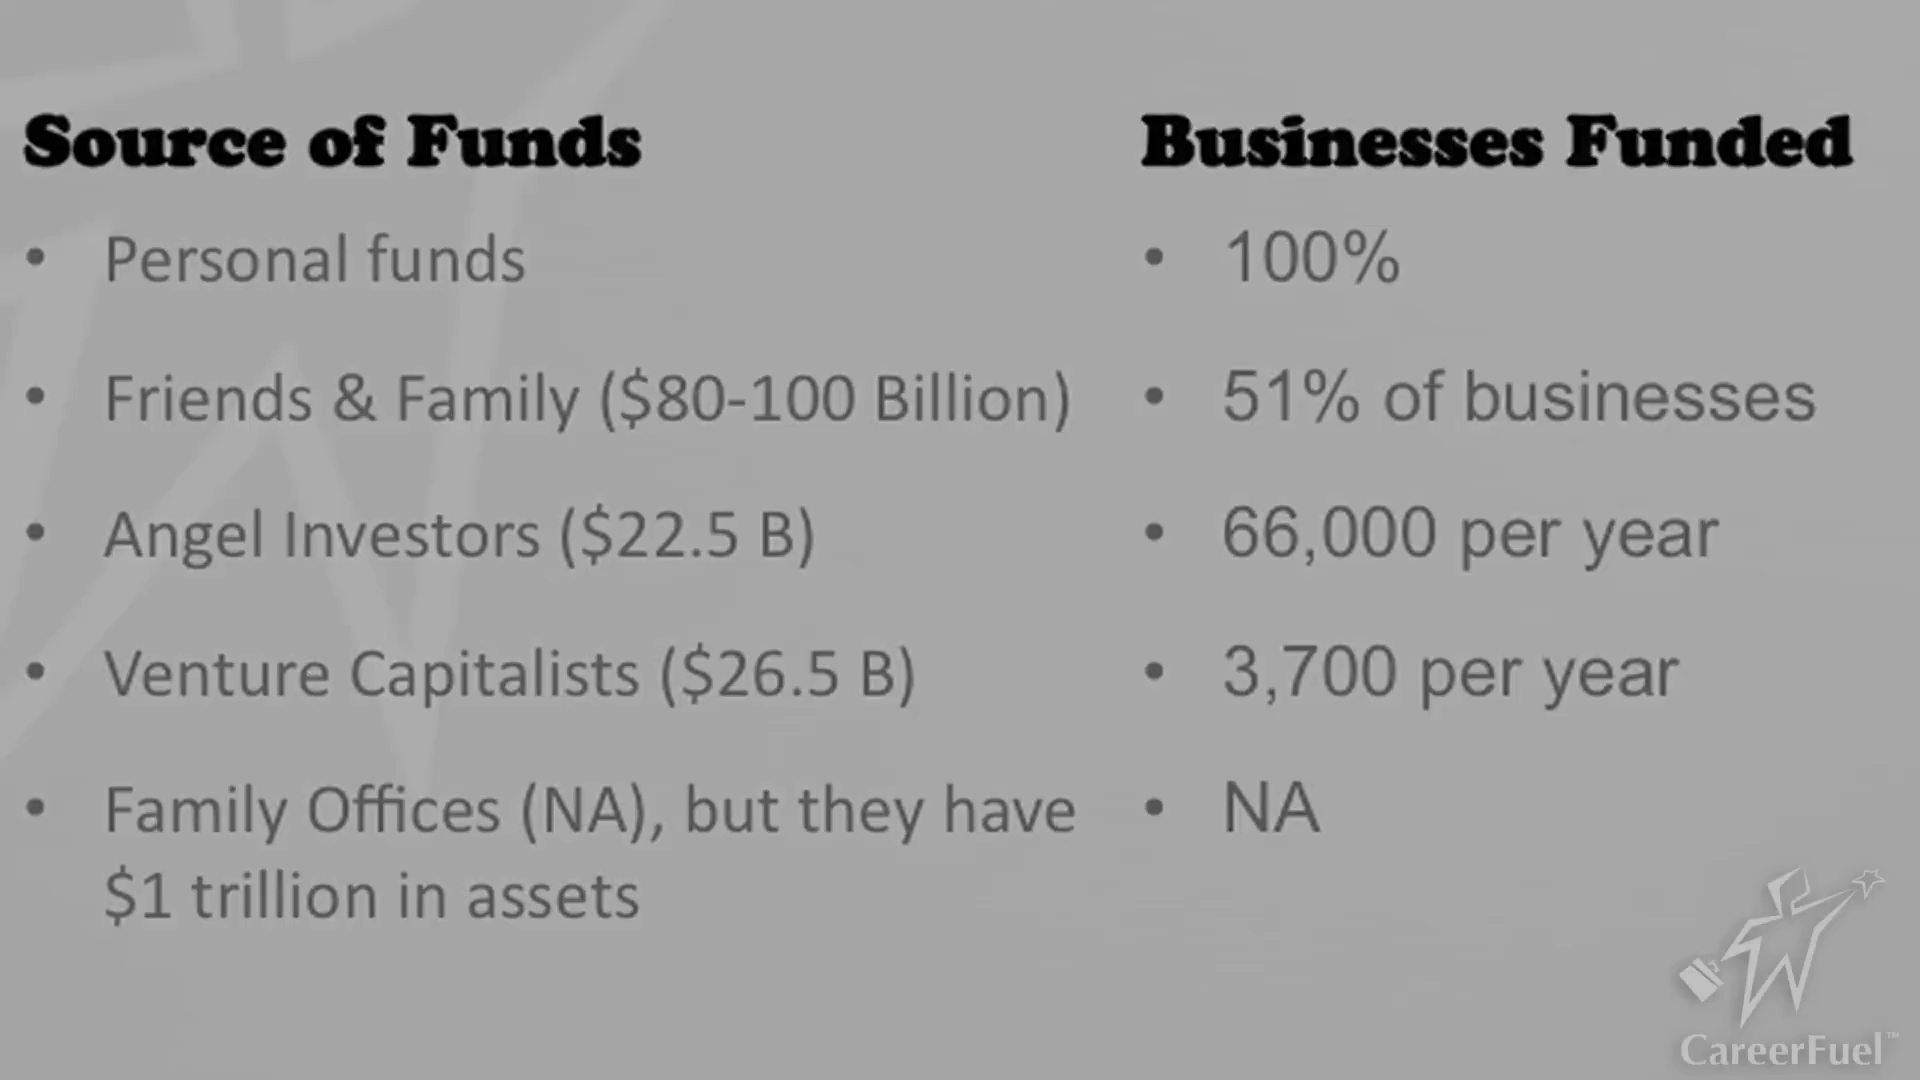 Source of Funds
Businesses Funded
• Personal funds
• 100%
• Friends & Family ($80-100 Billion)
• 51% of businesses
• Angel Investors ($22.5 B)
• 66,000 per year
• Venture Capitalists ($26.5 B)
• 3,700 per year
• Family Offices (NA), but they have
$1 trillion in assets
• NA
CareerFuel™